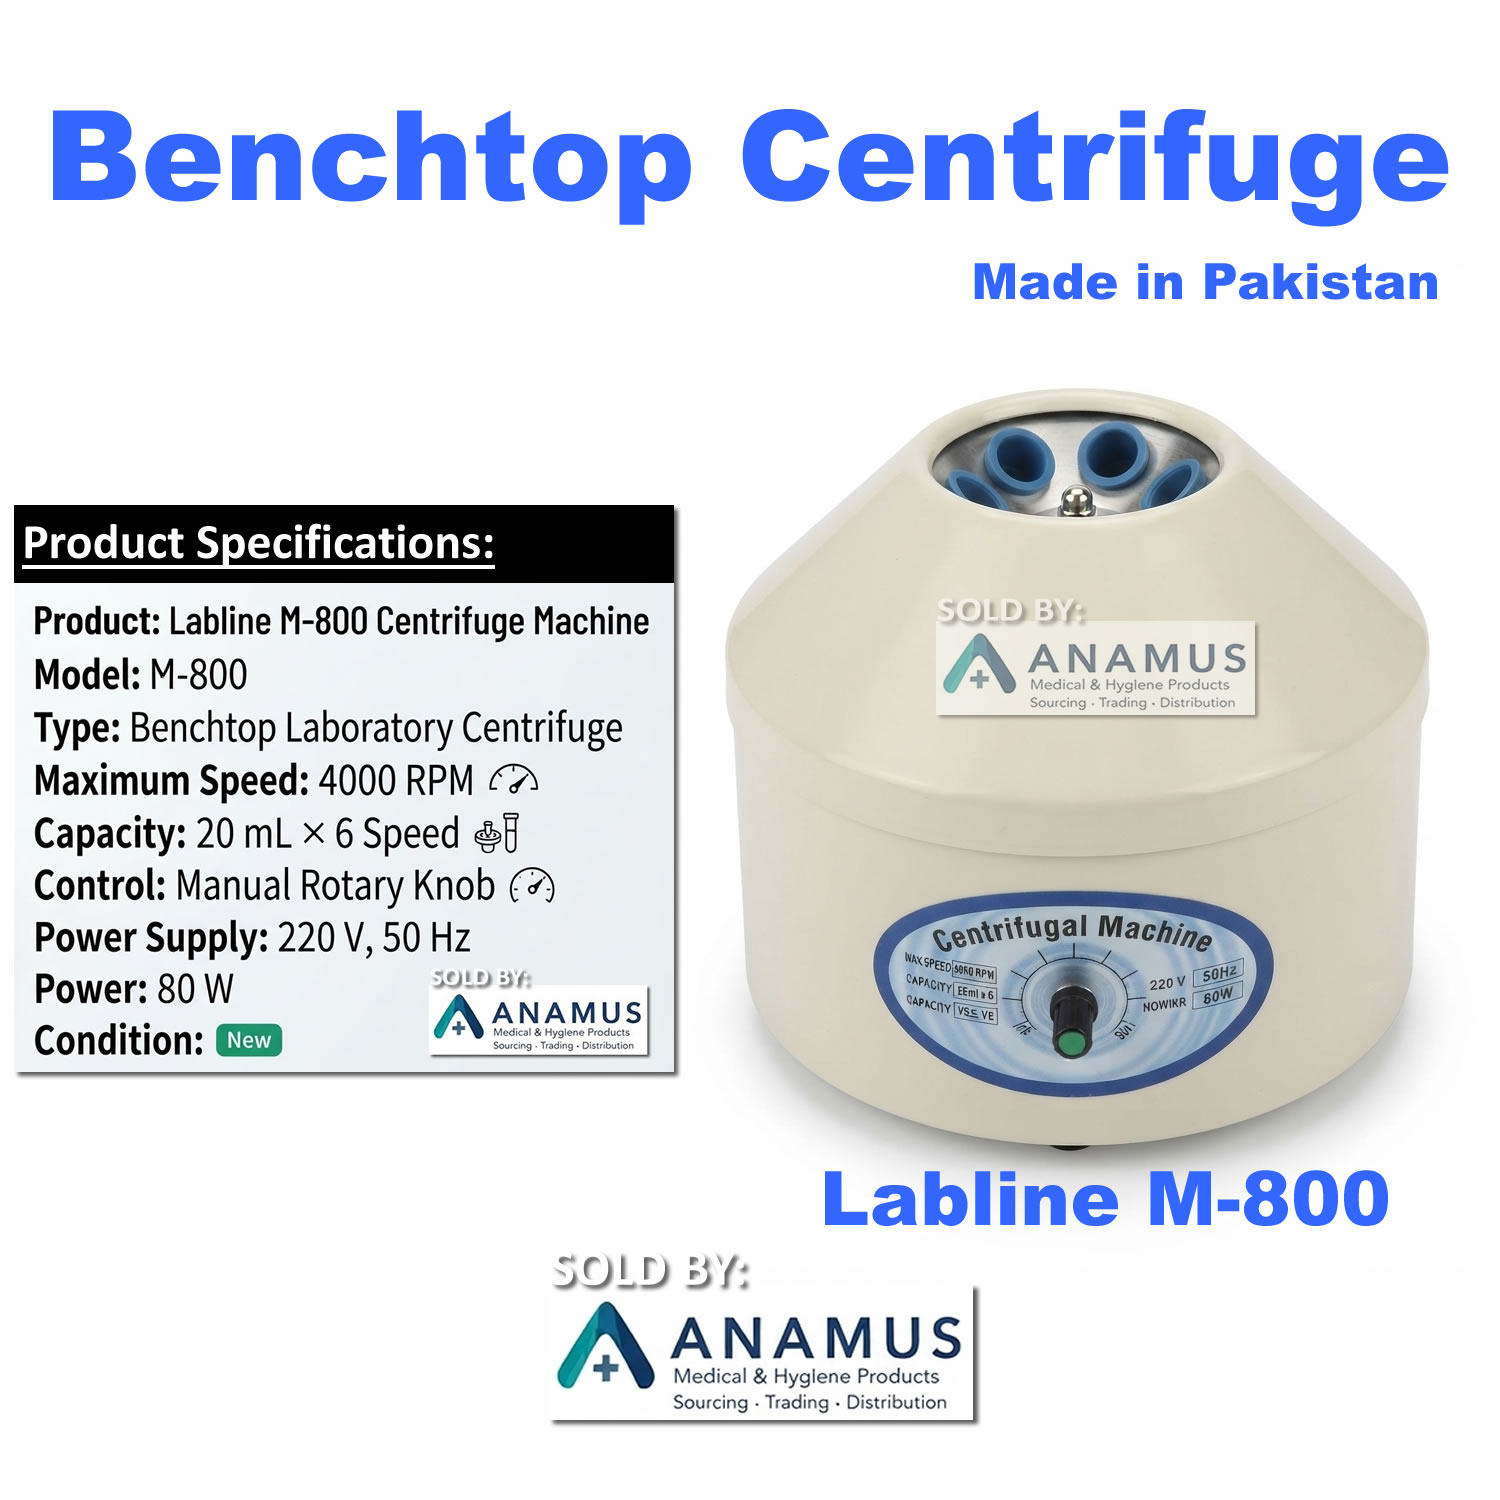 Benchtop Centrifuge
Made in Pakistan
Product Specifications:
Product: Labline M-800 Centrifuge Machine
Model: M-800
Type: Benchtop Laboratory Centrifuge
Maximum Speed: 4000 RPM
Capacity: 20 mL × 6 Speed
Control: Manual Rotary Knob
Power Supply: 220 V, 50 Hz
Power: 80 W
Condition: New
SOLD BY:
ANAMUS
Medical & Hyglene Products
Sourcing · Trading · Distribution
SOLD BY:
ANAMUS
Medical & Hyglene Products
Sourcing · Trading · Distribution
Centrifugal Machine
SPEED RPM
CAPACITY
220 V 50Hz
NOWIKR 80W
Labline M-800
SOLD BY:
ANAMUS
Medical & Hyglene Products
Sourcing · Trading · Distribution